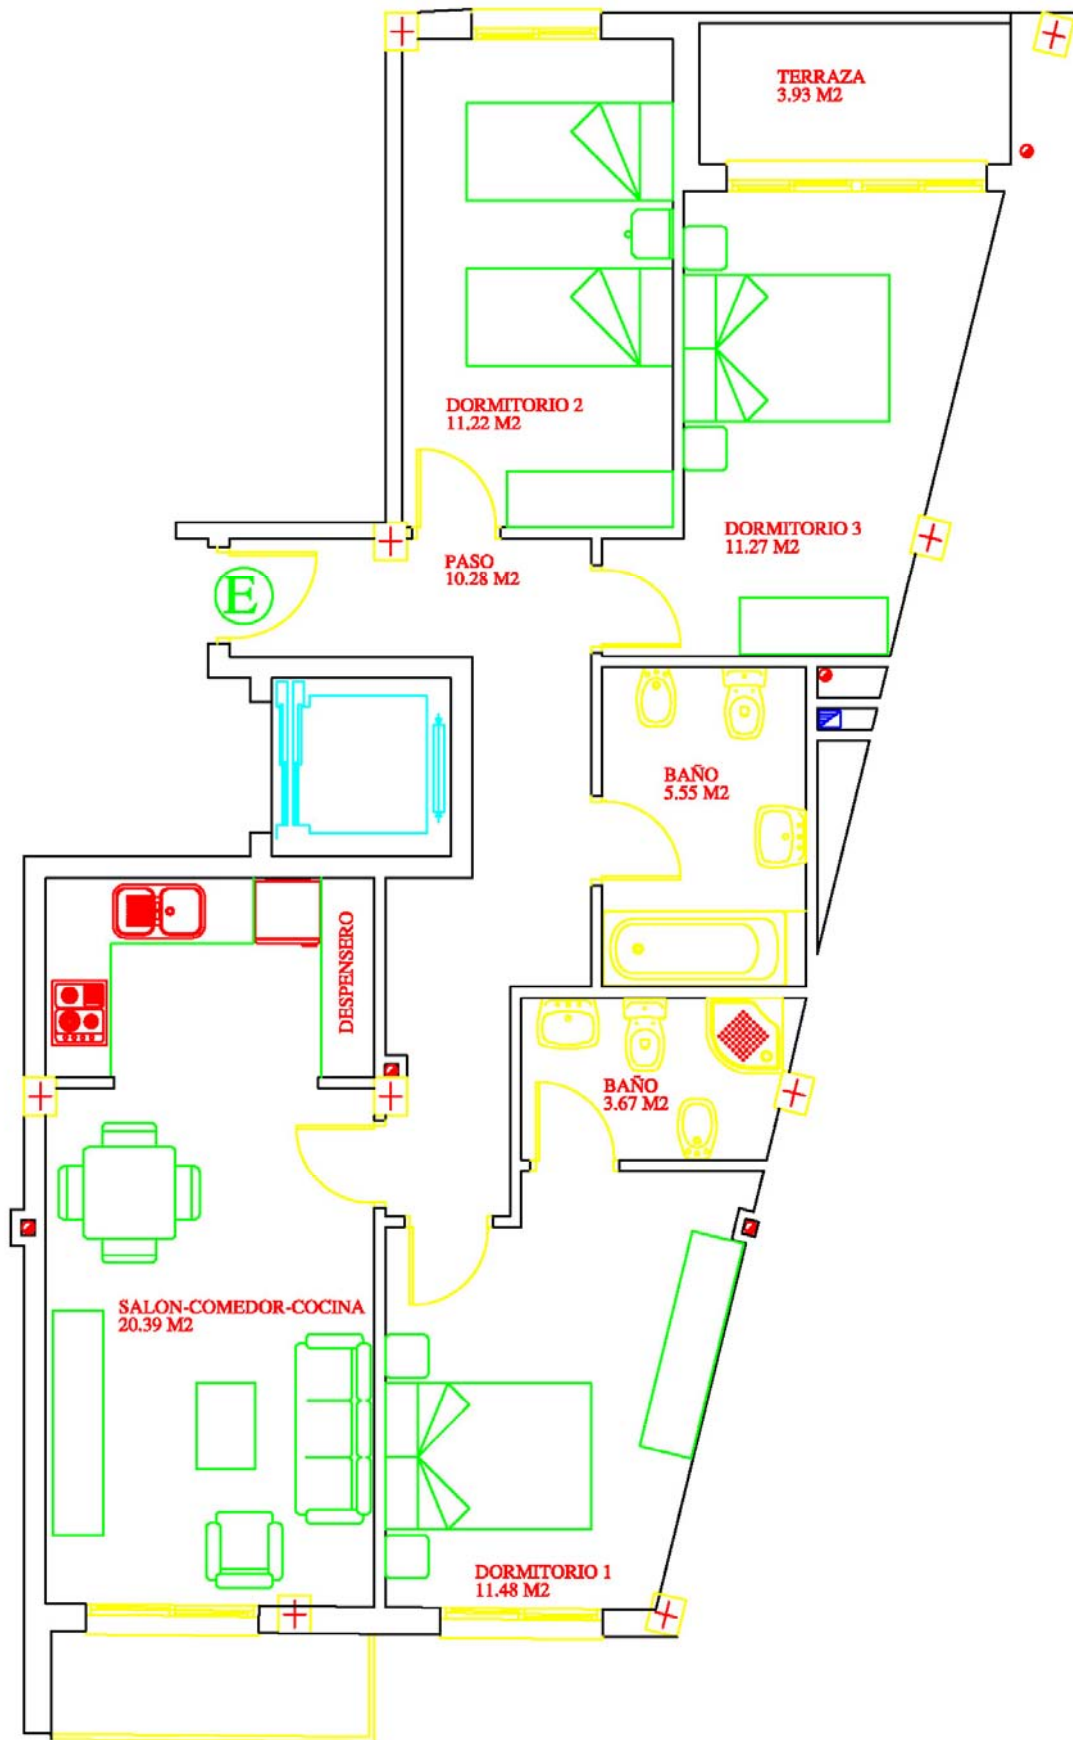 TERRAZA
3.93 M2
DORMITORIO 2
11,22 M2
DORMITORIO 3
11.27 M2
PASO
10.28 M2
E
BAÑO
5.55 M2
DESPENSERO
BAÑO
3.67 M2
SALON-COMEDOR-COCINA
20.39 M2
DORMITORIO 1
11.48 M2